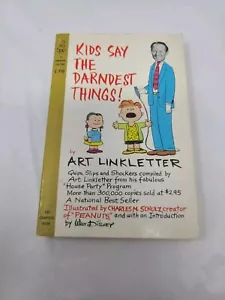 KIDS SAY
THE
DARNDEST
THINGS!
by
ART LINKLETTER
Quips, Slips and Shockers compiled by
Art Linkletter from his fabulous
"House Party" Program
More than 300,000 copies sold at $2.95
A National Best Seller
Illustrated by CHARLES M. SCHULZ, creator
of "PEANUTS" and with an Introduction
by Walt Disney